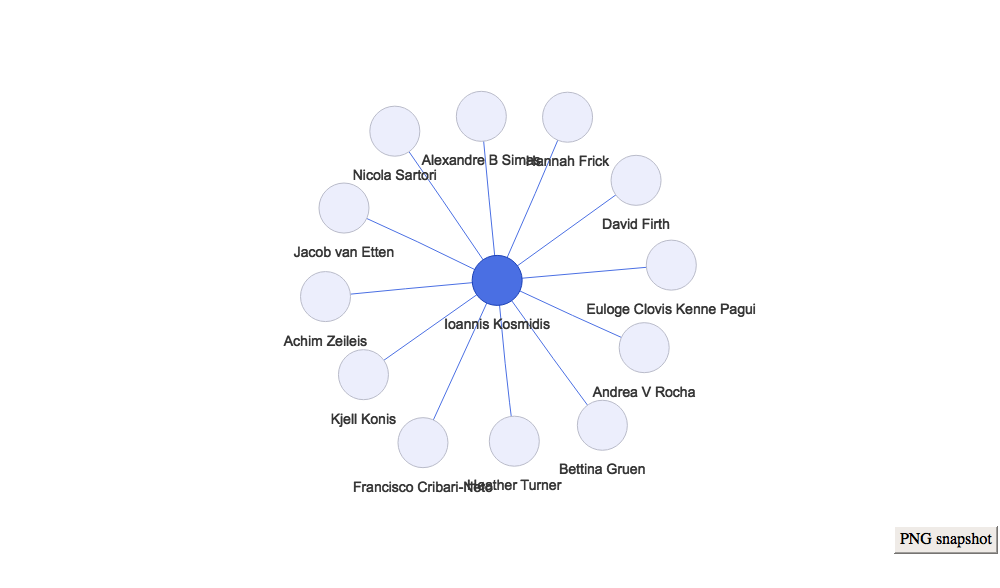 Alexandre B Simas
Hannah Frick
Nicola Sartori
David Firth
Jacob van Etten
Euloge Clovis Kenne Pagui
Ioannis Kosmidis
Achim Zeileis
Andrea V Rocha
Kjell Konis
Bettina Gruen
Francisco Cribari-Neto
Heather Turner
PNG snapshot